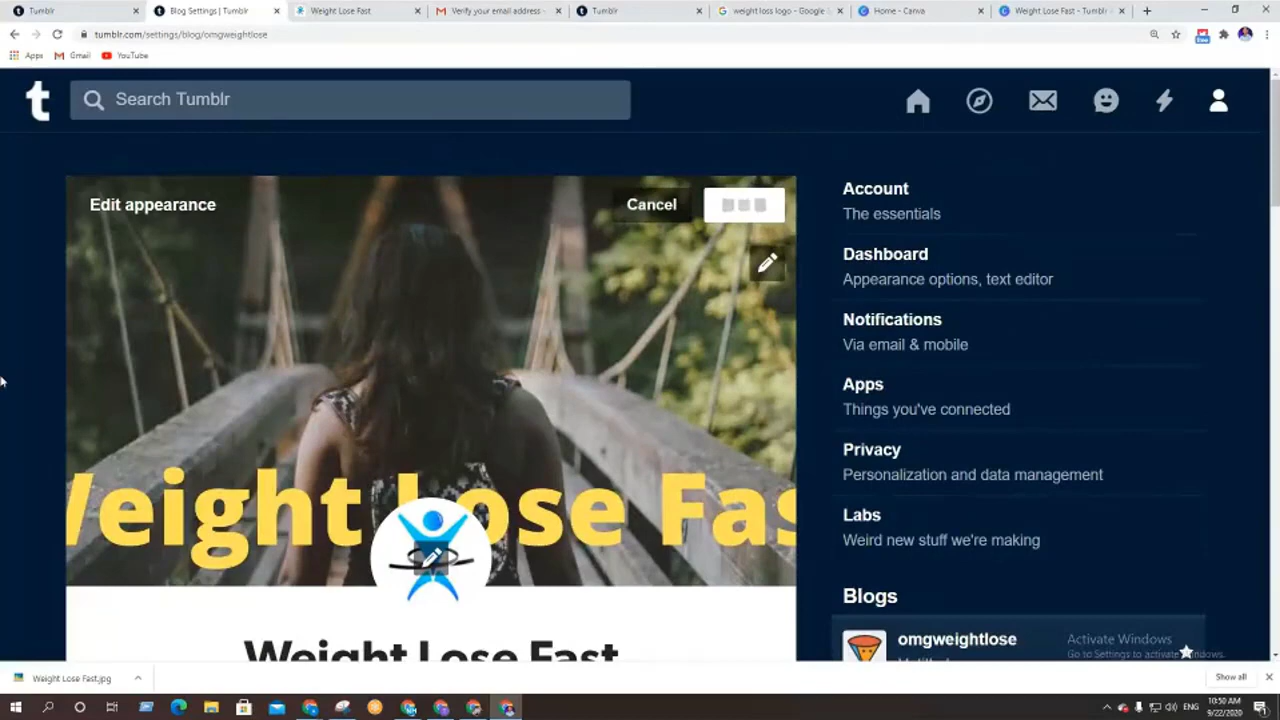 Tumblr
Blog Settings | Tumblr
Weight Lose Fast
Verify your email address -
Tumblr
weight loss logo - Google S
Home - Canva
Weight Lose Fast - Tumblr
tumblr.com/settings/blog/omgweightlose
Apps
Gmail
YouTube
t
Search Tumblr
Edit appearance
Cancel
Weight Lose Fas
Weight Lose Fast
Account
The essentials
Dashboard
Appearance options, text editor
Notifications
Via email & mobile
Apps
Things you've connected
Privacy
Personalization and data management
Labs
Weird new stuff we're making
Blogs
omgweightlose
Activate Windows
Go to Settings to activate Windows.
Weight Lose Fast.jpg
Show all
ENG
10:50 AM
9/22/2020